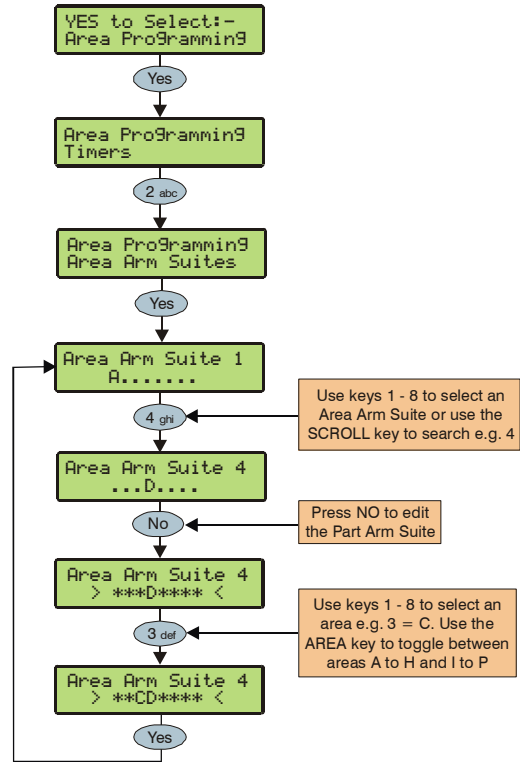 YES to Select:-
Area Programming
Yes
Area Programming
Timers
2 abc
Area Programming
Area Arm Suites
Yes
Area Arm Suite 1
A.......
4 ghi
Use keys 1 - 8 to select an
Area Arm Suite or use the
SCROLL key to search e.g. 4
Area Arm Suite 4
...D....
No
Press NO to edit
the Part Arm Suite
Area Arm Suite 4
> ***D**** <
3 def
Use keys 1 - 8 to select an
area e.g. 3 = C. Use the
AREA key to toggle between
areas A to H and I to P
Area Arm Suite 4
> **CD**** <
Yes